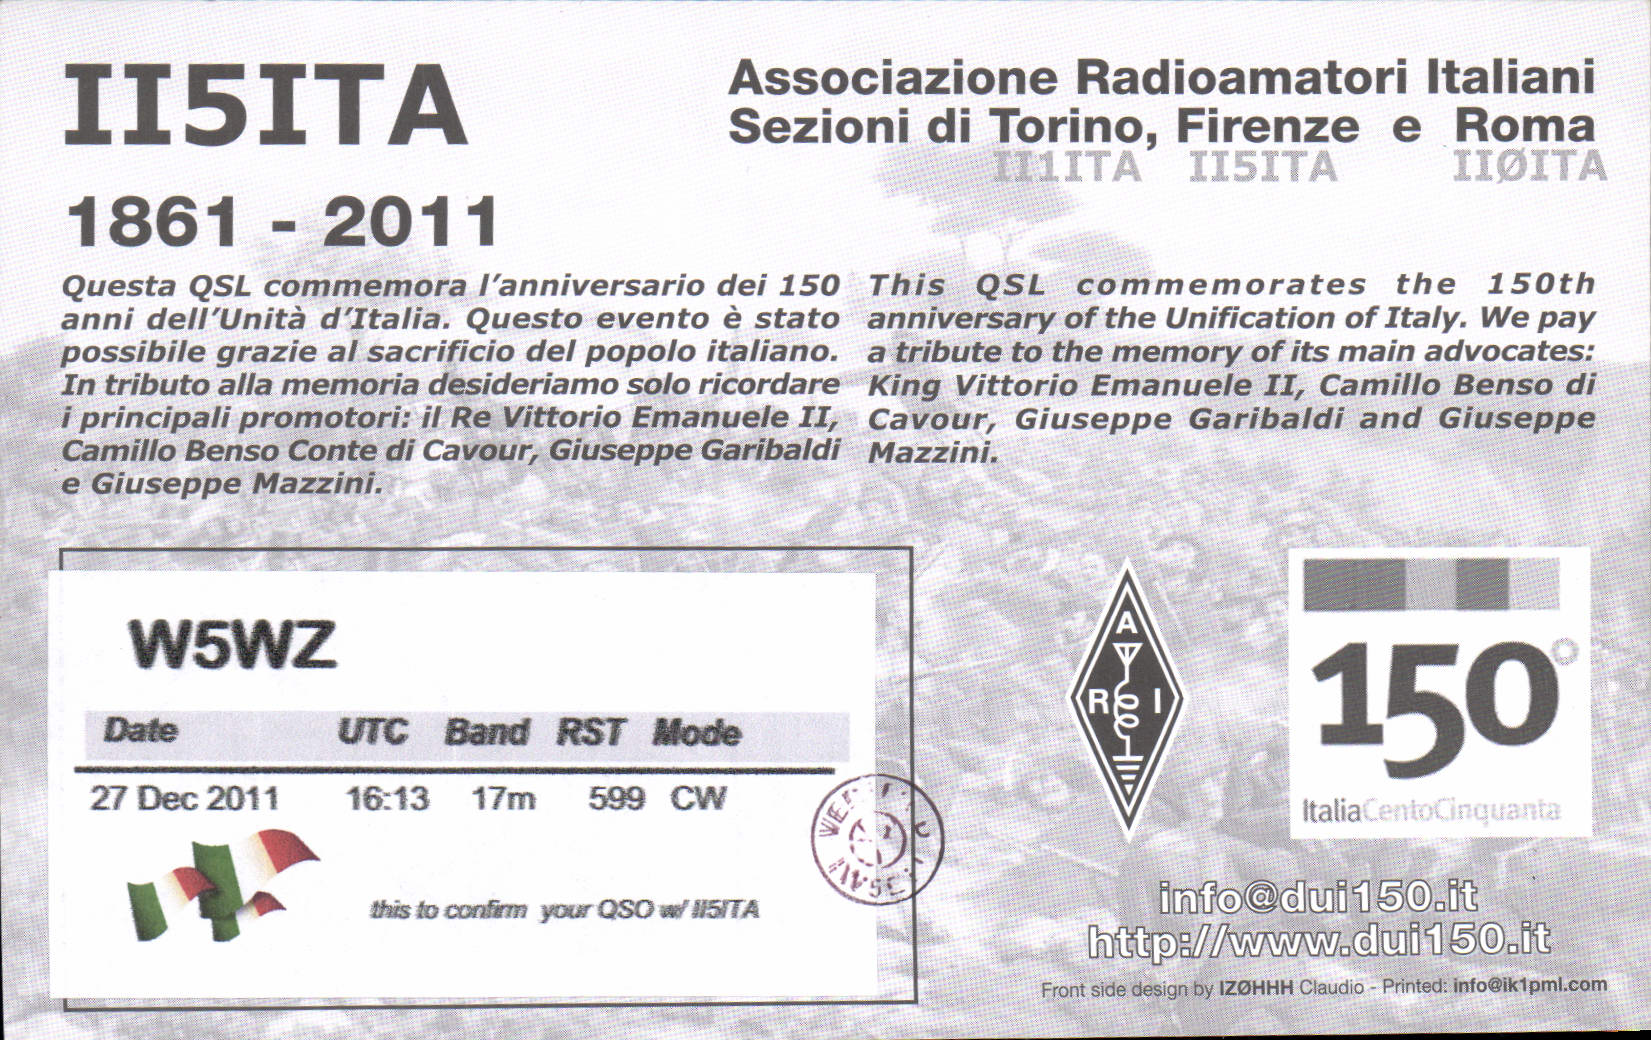 II5ITA
Associazione Radioamatori Italiani
Sezioni di Torino, Firenze e Roma
II1ITA II5ITA IIØITA
1861 - 2011
Questa QSL commemora l'anniversario dei 150
anni dell'Unità d'Italia. Questo evento è stato
possibile grazie al sacrificio del popolo italiano.
In tributo alla memoria desideriamo solo ricordare
i principali promotori: il Re Vittorio Emanuele II,
Camillo Benso Conte di Cavour, Giuseppe Garibaldi
e Giuseppe Mazzini.
This QSL commemorates the 150th
anniversary of the Unification of Italy. We pay
a tribute to the memory of its main advocates:
King Vittorio Emanuele II, Camillo Benso di
Cavour, Giuseppe Garibaldi and Giuseppe
Mazzini.
W5WZ
Date UTC Band RST Mode
27 Dec 2011 16:13 17m 599 CW
this to confirm your QSO w/ II5ITA
A
R I
150°
ItaliaCentoCinquanta
info@dui150.it
http://www.dui150.it
Front side design by IZØHHH Claudio - Printed: info@ik1pml.com